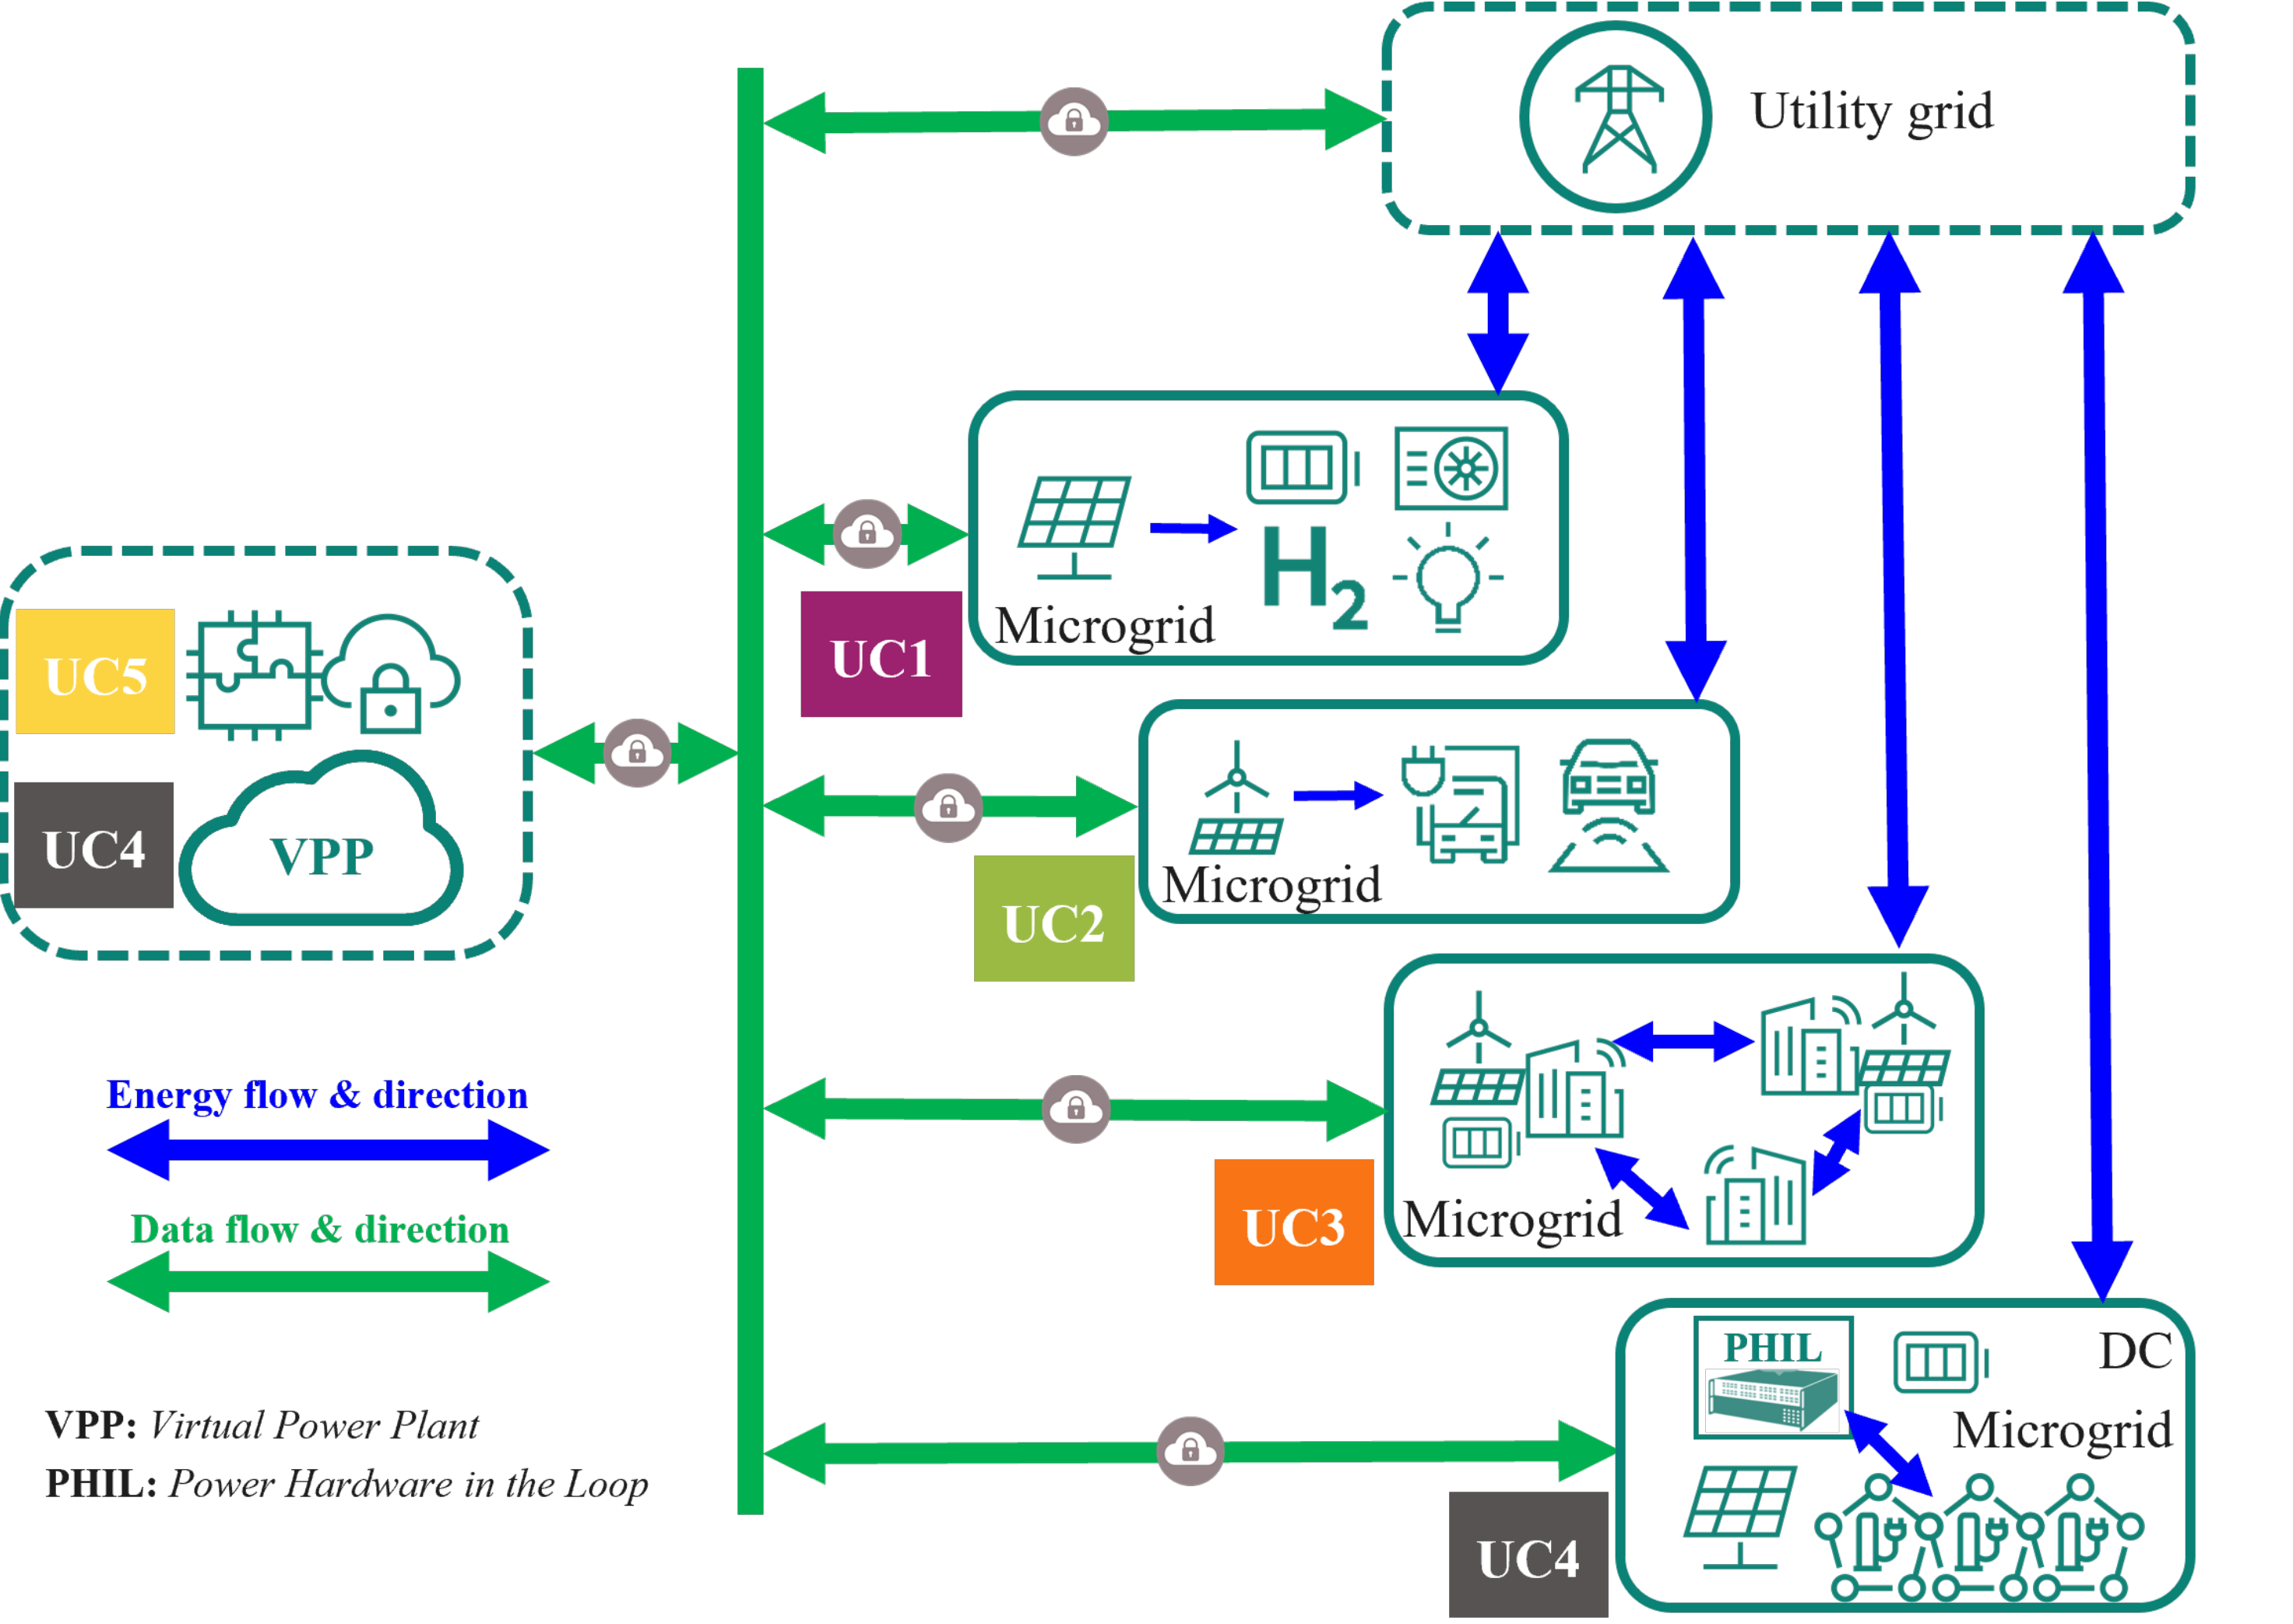 Utility grid
H2
Microgrid
UC1
UC5
UC4
VPP
Microgrid
UC2
Energy flow & direction
Data flow & direction
Microgrid
UC3
PHIL
DC
Microgrid
UC4
VPP: Virtual Power Plant
PHIL: Power Hardware in the Loop